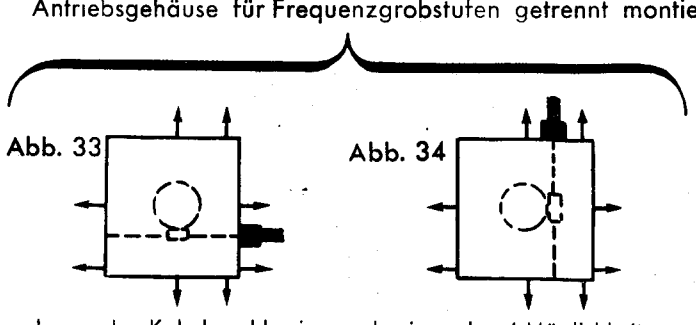 Antriebsgehäuse für Frequenzgrobstufen getrennt montie
Abb. 33
Abb. 34